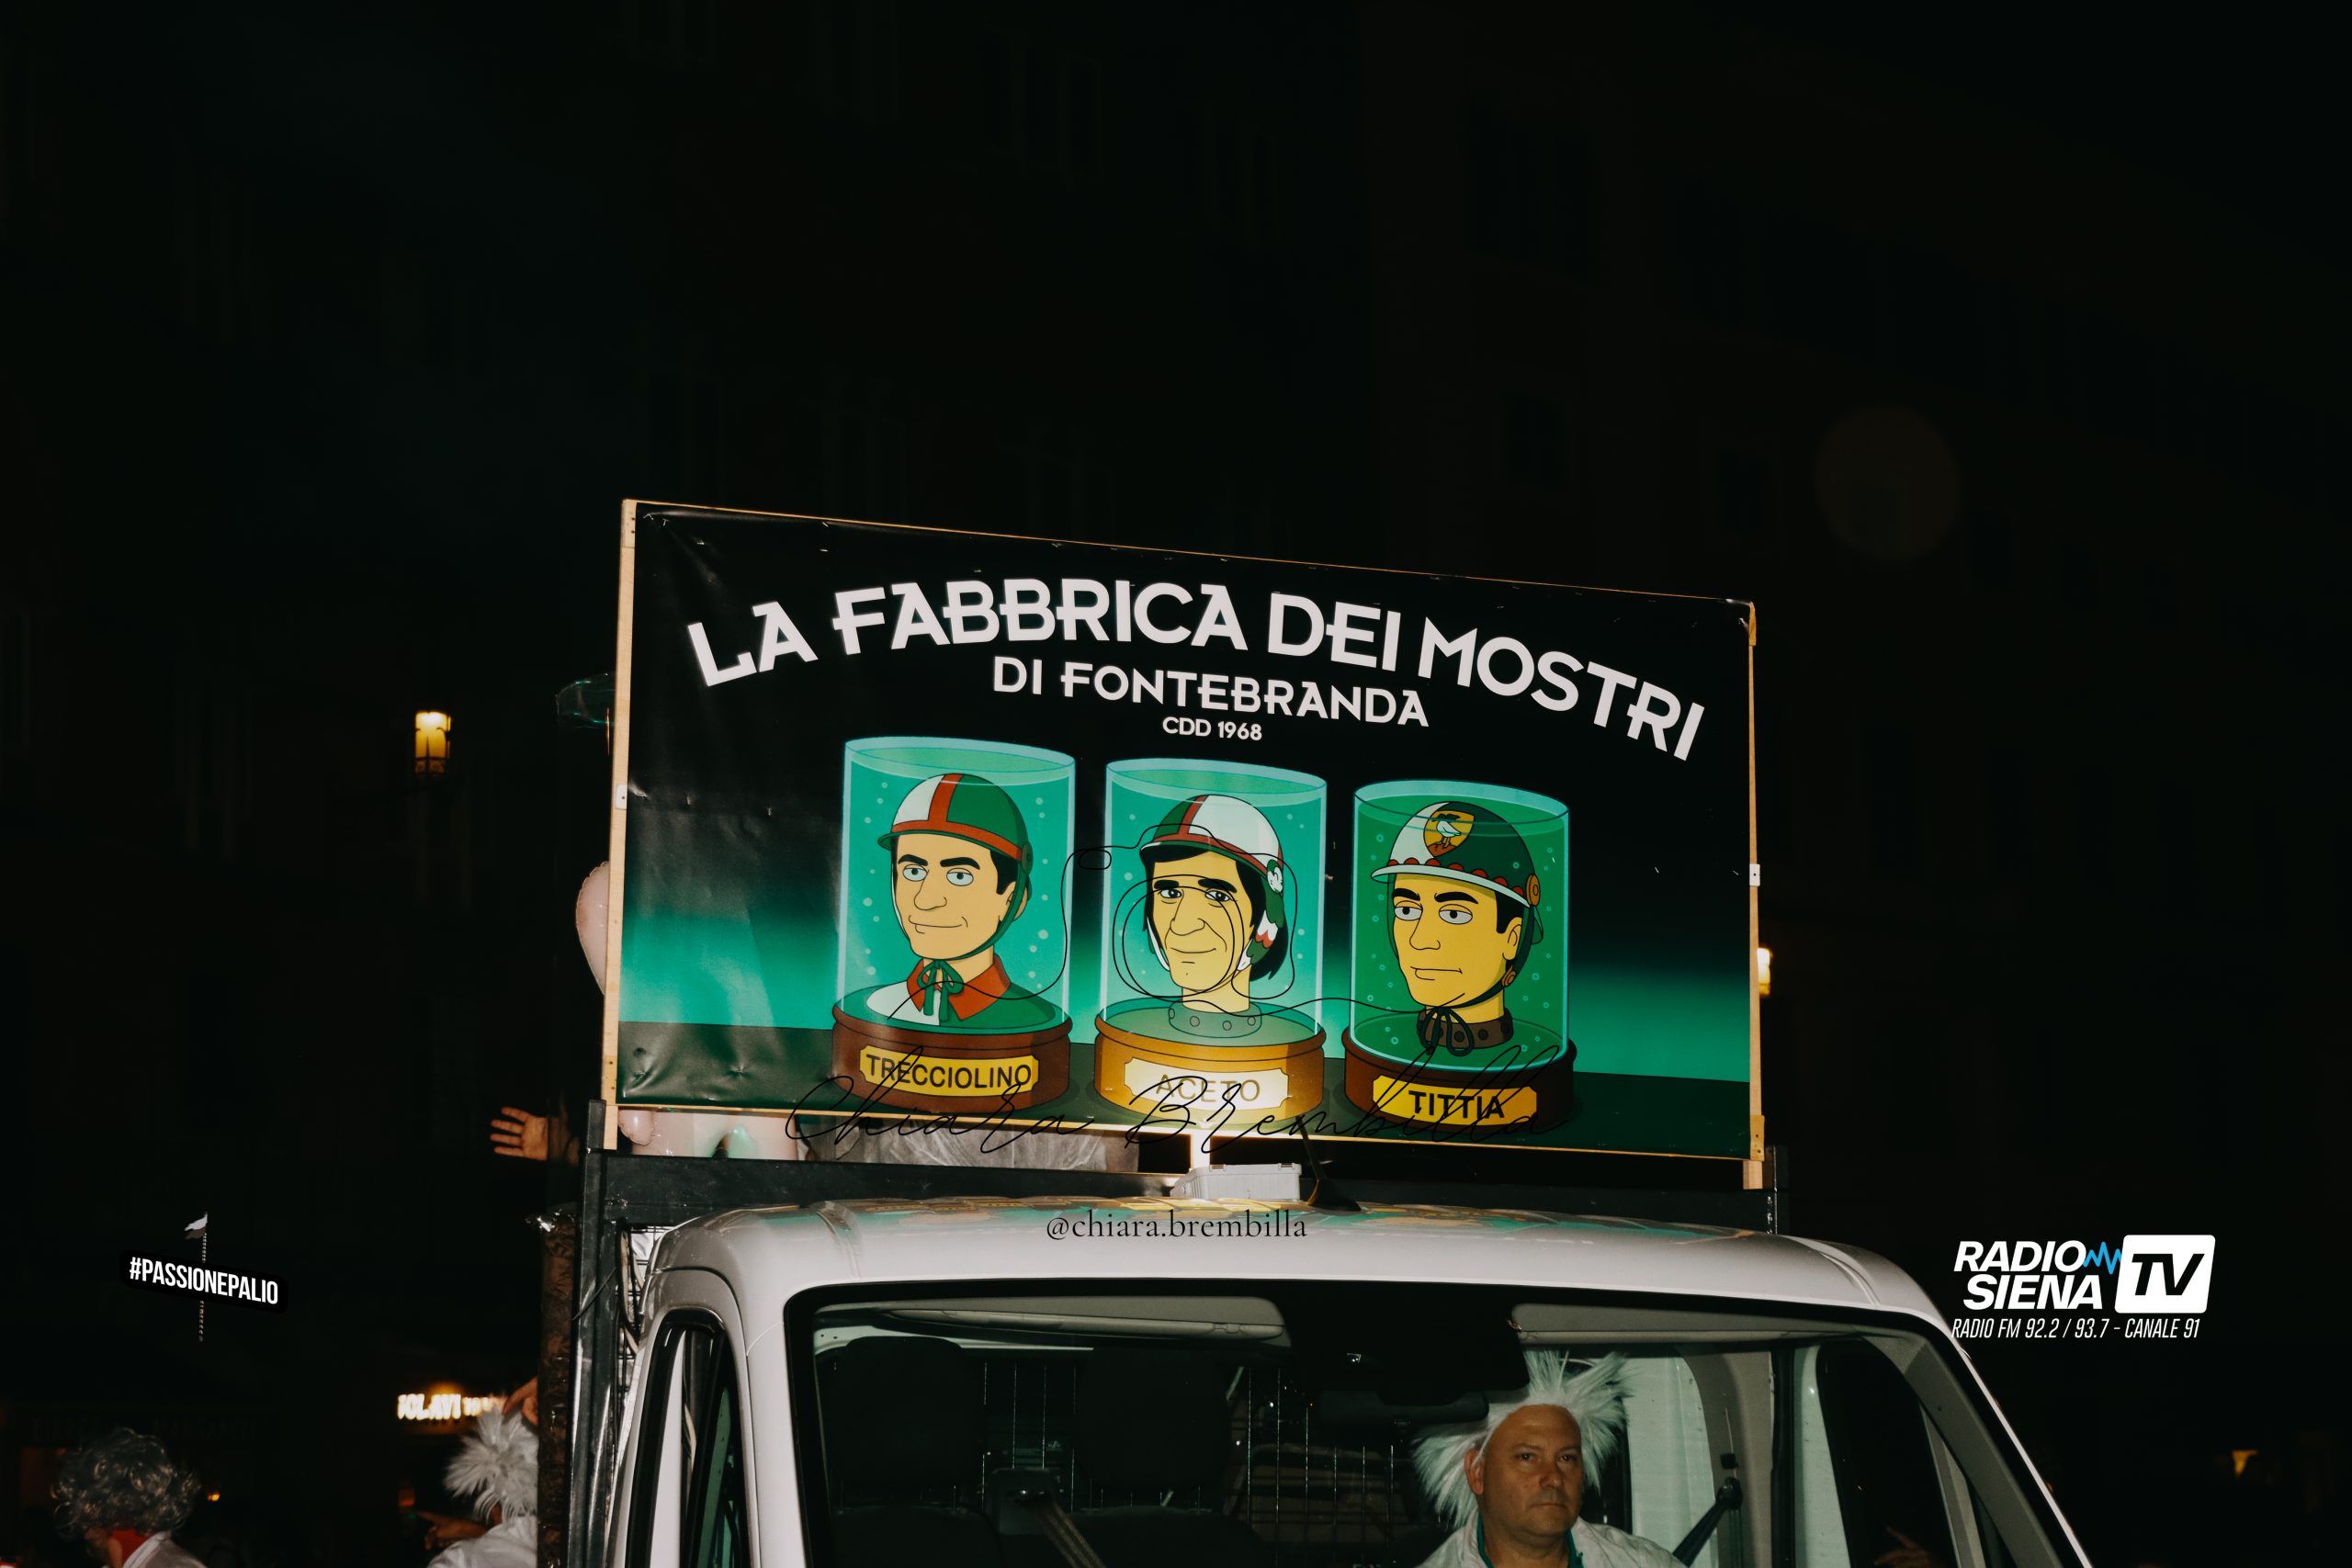 LA FABBRICA DEI MOSTRI
DI FONTEBRANDA
CDD 1968
TRECCIOLINO
ACETO
TITTIA
Chiara Brembilla
@chiara.brembilla
#PASSIONEPALIO
RADIO
SIENA TV
RADIO FM 92.2 / 93.7 - CANALE 91